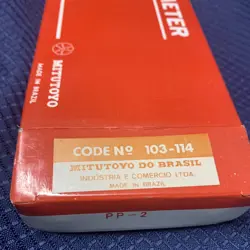 METER
MITUTOYO
MADE IN BRAZIL
CODE Nº 103-114
MITUTOYO DO BRASIL
INDÚSTRIA E COMERCIO LTDA.
MADE IN BRAZIL
PP-2